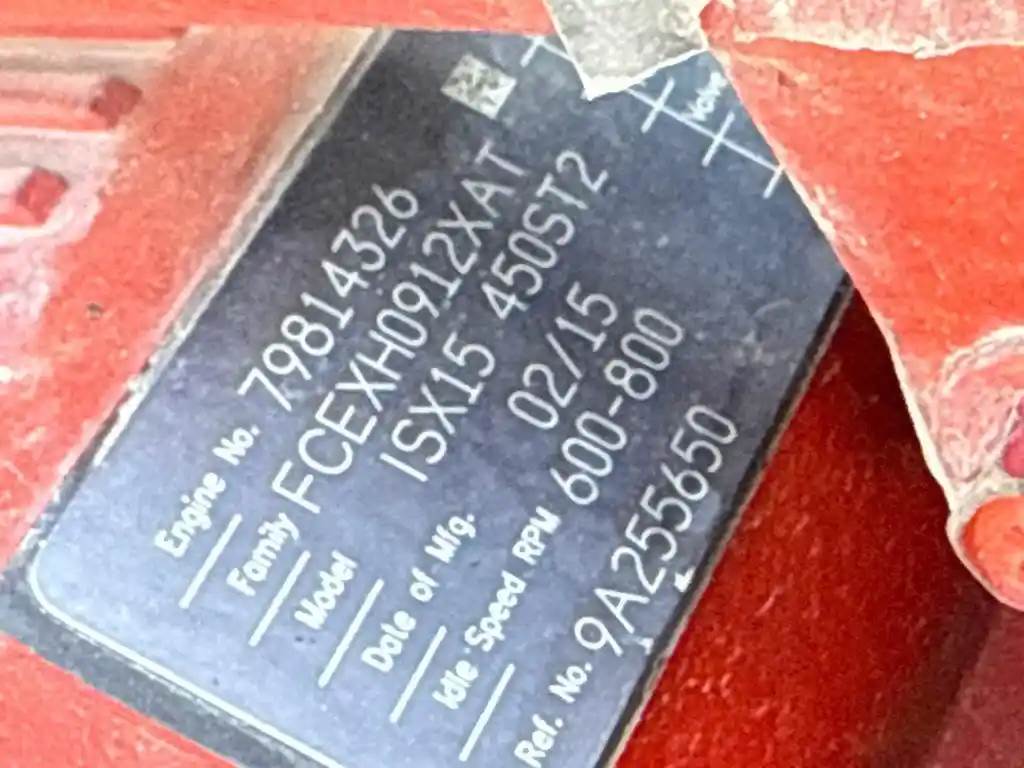 Engine No. 79814326
Family FCEXH0912XAT
Model ISX15 450ST2
Date of Mfg. 02/15
Idle Speed RPM 600-800
Ref. No. 9A255650
Valve